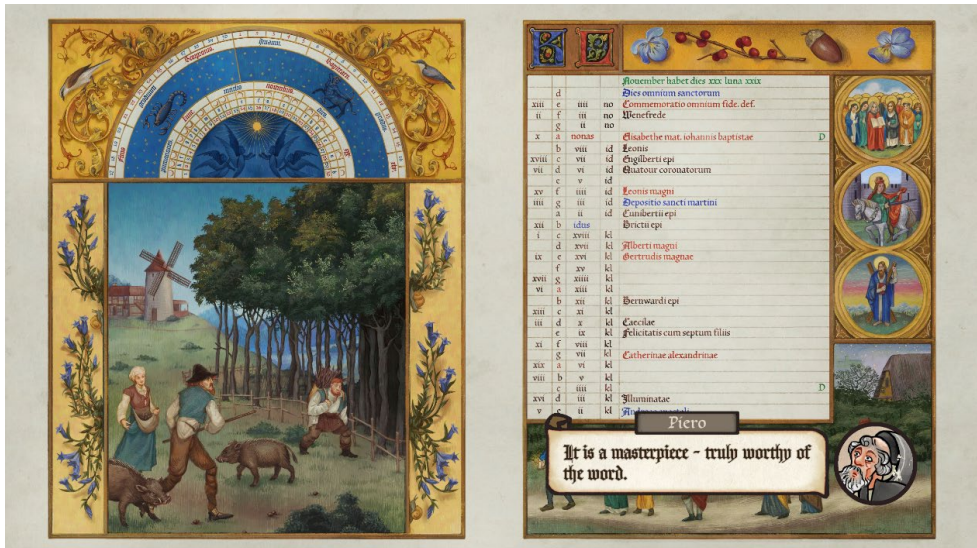 Nouember habet dies xxx luna xxix
d Dies omnium sanctorum
xiii e iiii no Commemoratio omnium fide. def.
ii f iii no Wenefrede
g ii no
x a nonas Elisabethe mat. iohannis baptistae D
b viii id Leonis
xviii c vii id Engilberti epi
vii d vi id Quatuor coronatorum
e v id
xv f iiii id Leonis magni
iiii g iii id Depositio sancti martini
a ii id Cunibertii epi
xii b idus Brictii epi
i c xviii kl
d xvii kl Alberti magni
ix e xvi kl Gertrudis magnae
f xv kl
xvii g xiiii kl
vi a xiii kl
b xii kl Bernwardi epi
xiii c xi kl
iii d x kl Caecilae
e ix kl Felicitatis cum septum filiis
xi f viii kl
g vii kl Catherinae alexandrinae
xix a vi kl
viii b v kl
c iiii kl D
xvi d iii kl Illuminatae
v e ii kl
Piero
It is a masterpiece - truly worthy of
the word.